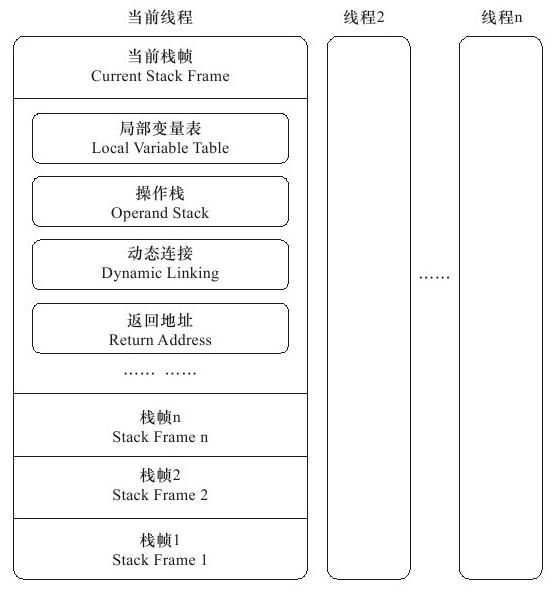 当前线程
线程2
线程n
当前栈帧
Current Stack Frame
局部变量表
Local Variable Table
操作栈
Operand Stack
动态连接
Dynamic Linking
返回地址
Return Address
…… ……
……
栈帧n
Stack Frame n
栈帧2
Stack Frame 2
栈帧1
Stack Frame 1